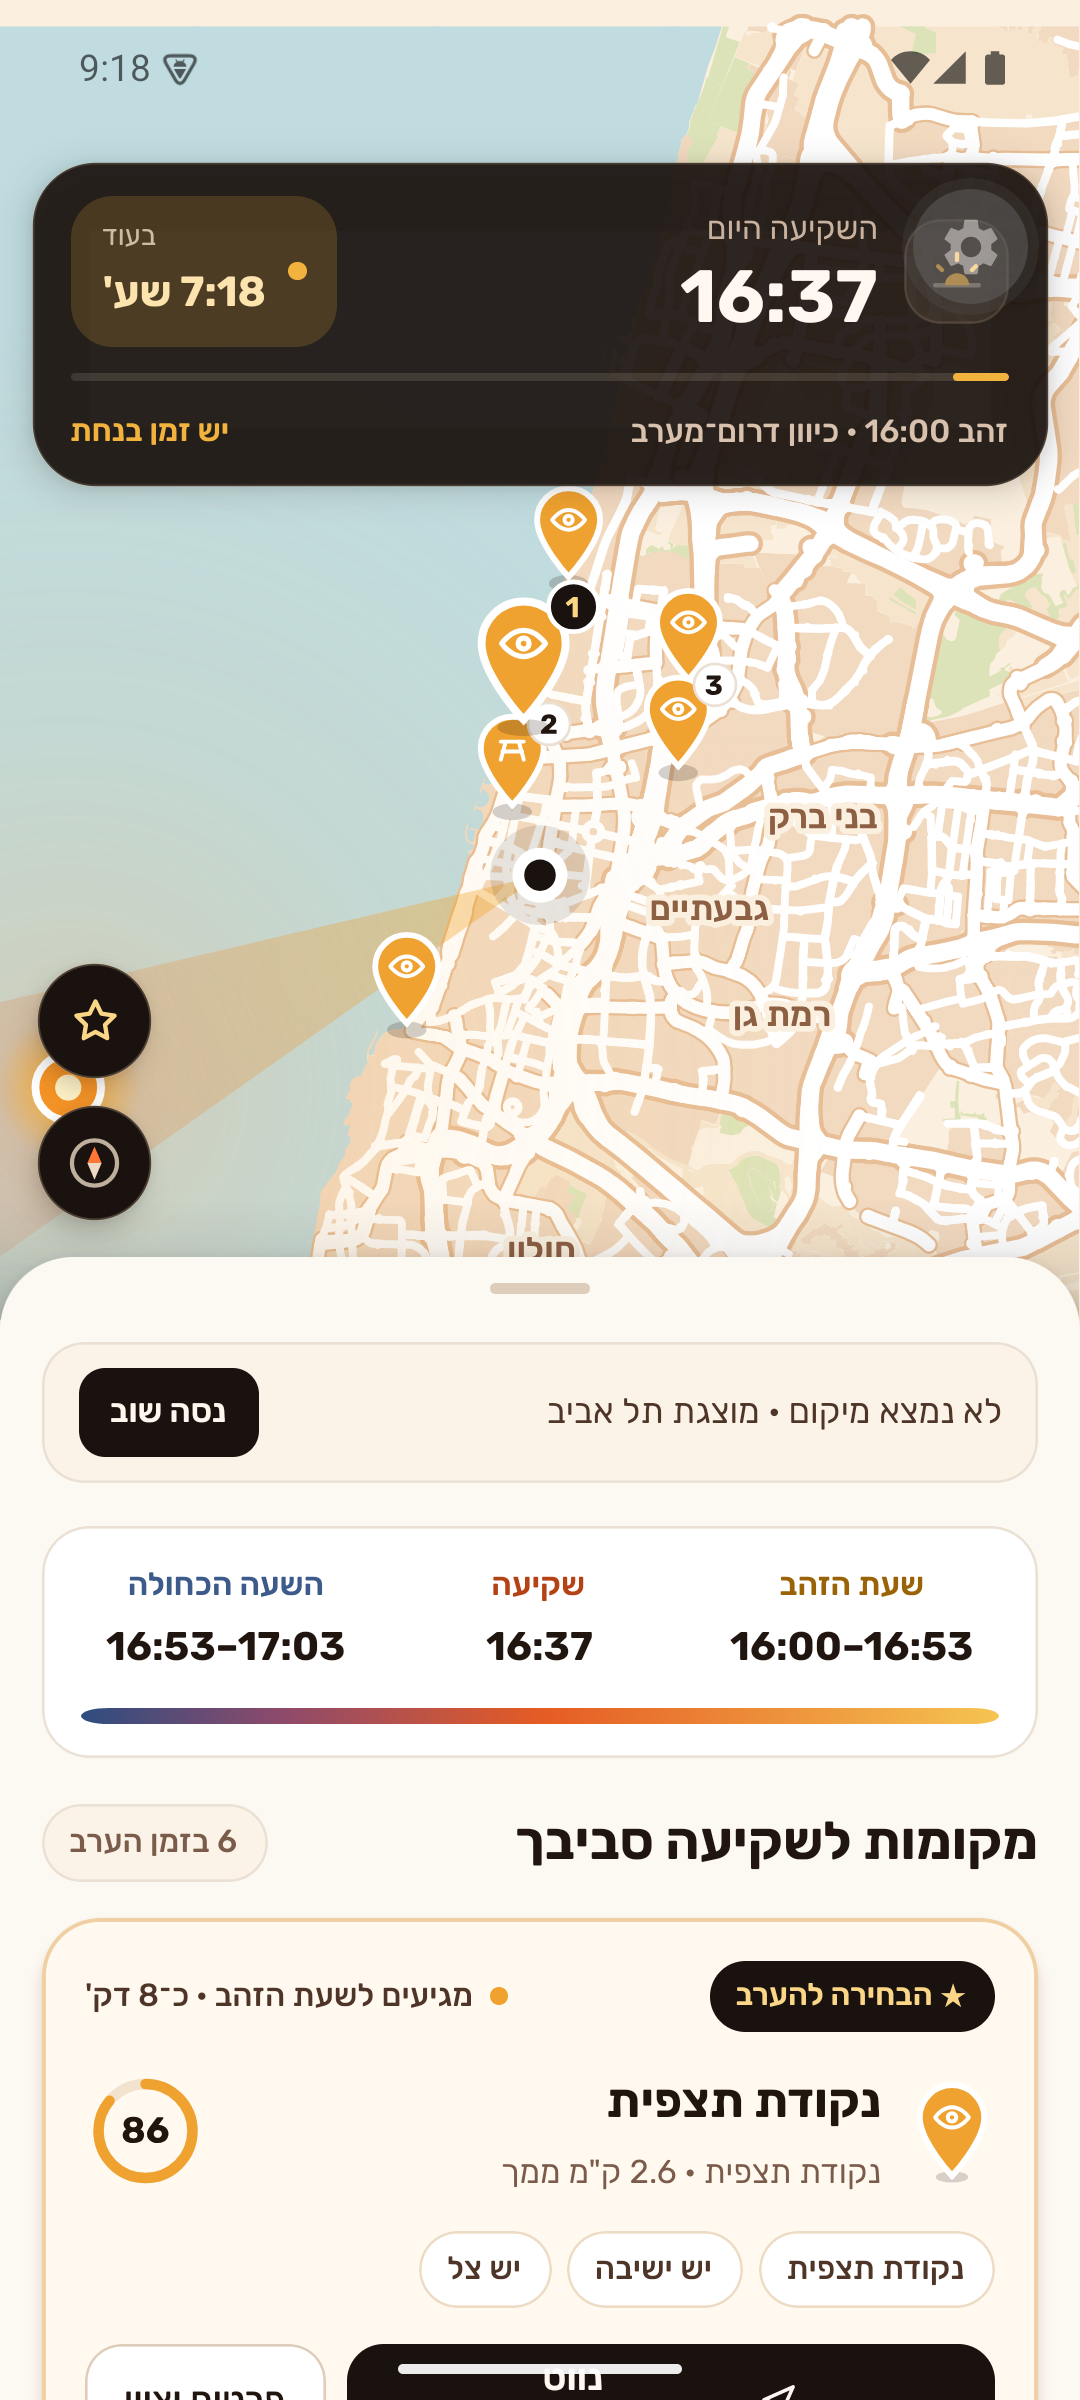 9:18
השקיעה היום
16:37
בעוד
7:18 שע'
זהב 16:00 • כיוון דרום־מערב
יש זמן בנחת
1
3
2
בני ברק
גבעתיים
רמת גן
חולון
לא נמצא מיקום • מוצגת תל אביב
נסה שוב
שעת הזהב
16:00–16:53
שקיעה
16:37
השעה הכחולה
16:53–17:03
מקומות לשקיעה סביבך
6 בזמן הערב
★ הבחירה להערב
מגיעים לשעת הזהב • כ־8 דק'
נקודת תצפית
86
נקודת תצפית • 2.6 ק"מ ממך
נקודת תצפית
יש ישיבה
יש צל
נווט